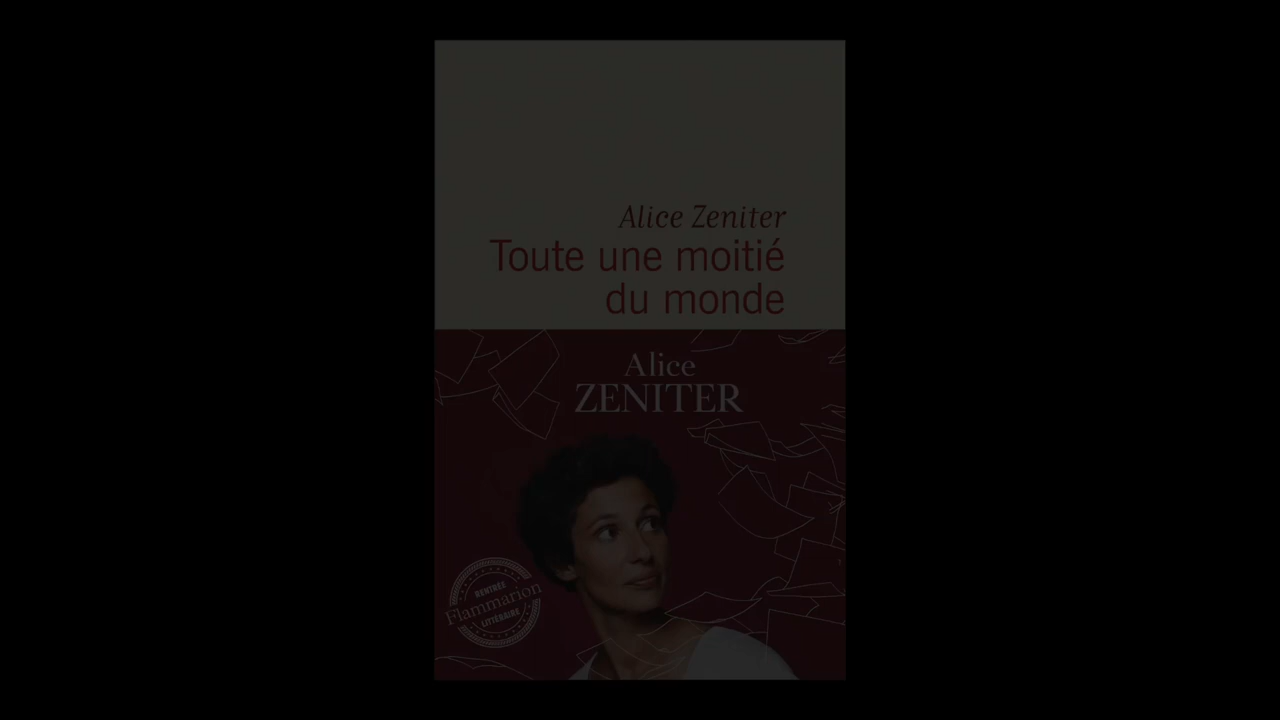 Alice Zeniter
Toute une moitié
du monde
Alice
ZENITER
RENTRÉE
Flammarion
LITTÉRAIRE